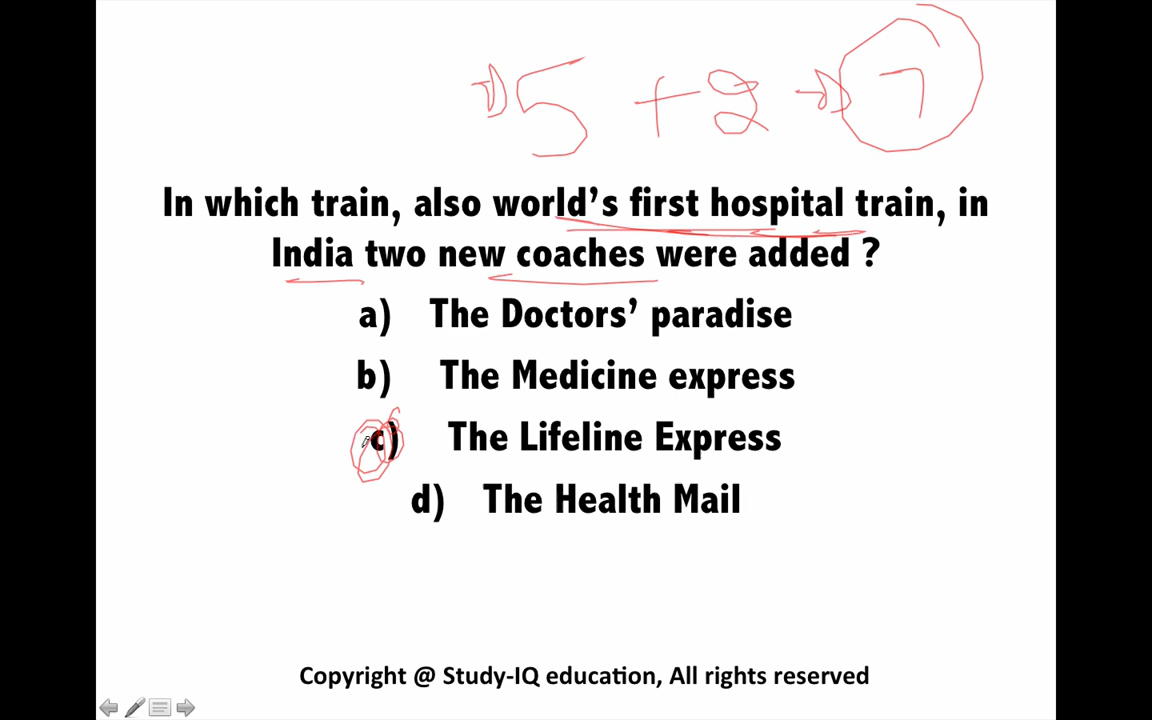 5 + 2 → 7
In which train, also world's first hospital train, in
India two new coaches were added ?
a) The Doctors' paradise
b) The Medicine express
c) The Lifeline Express
d) The Health Mail
Copyright @ Study-IQ education, All rights reserved